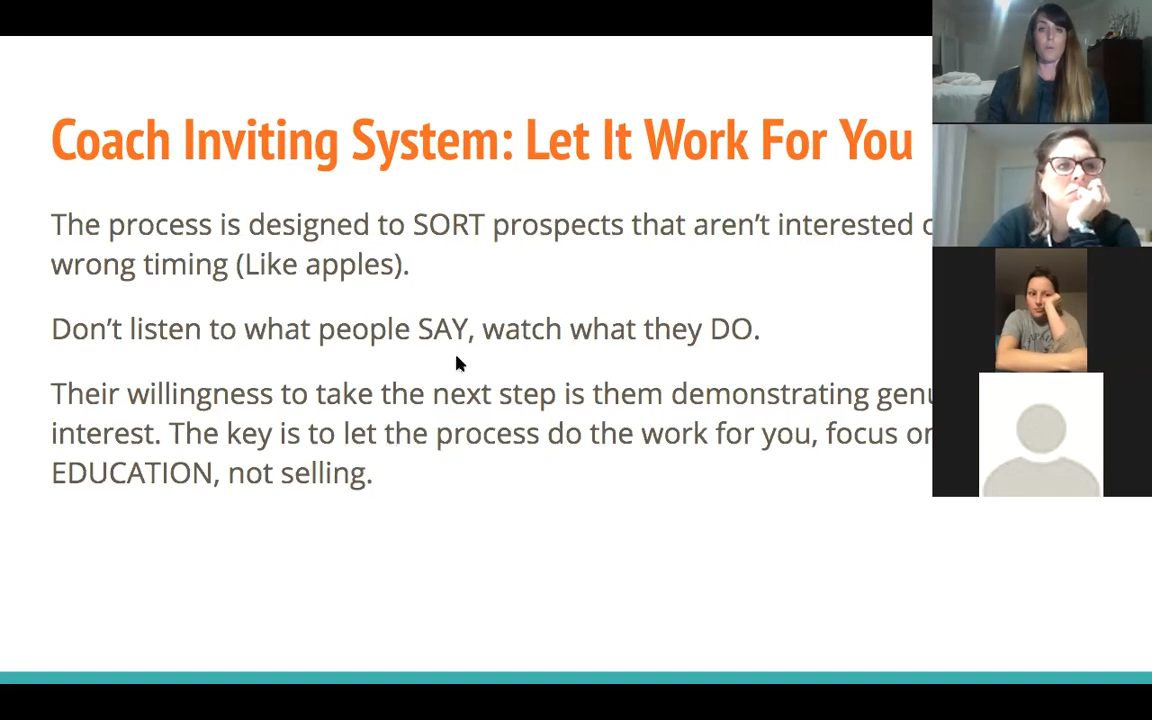 Coach Inviting System: Let It Work For You
The process is designed to SORT prospects that aren’t interested
wrong timing (Like apples).
Don’t listen to what people SAY, watch what they DO.
Their willingness to take the next step is them demonstrating
interest. The key is to let the process do the work for you, focus
EDUCATION, not selling.